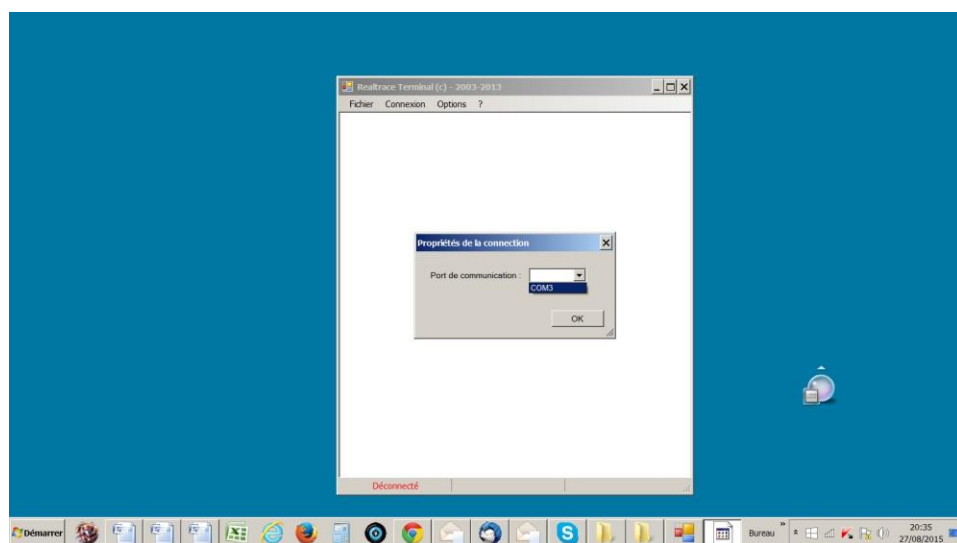 Realtrace Terminal (c) - 2003-2013
Fichier Connexion Options ?
Propriétés de la connection
Port de communication :
COM3
OK
Déconnecté
Démarrer
Bureau
20:35
27/08/2015